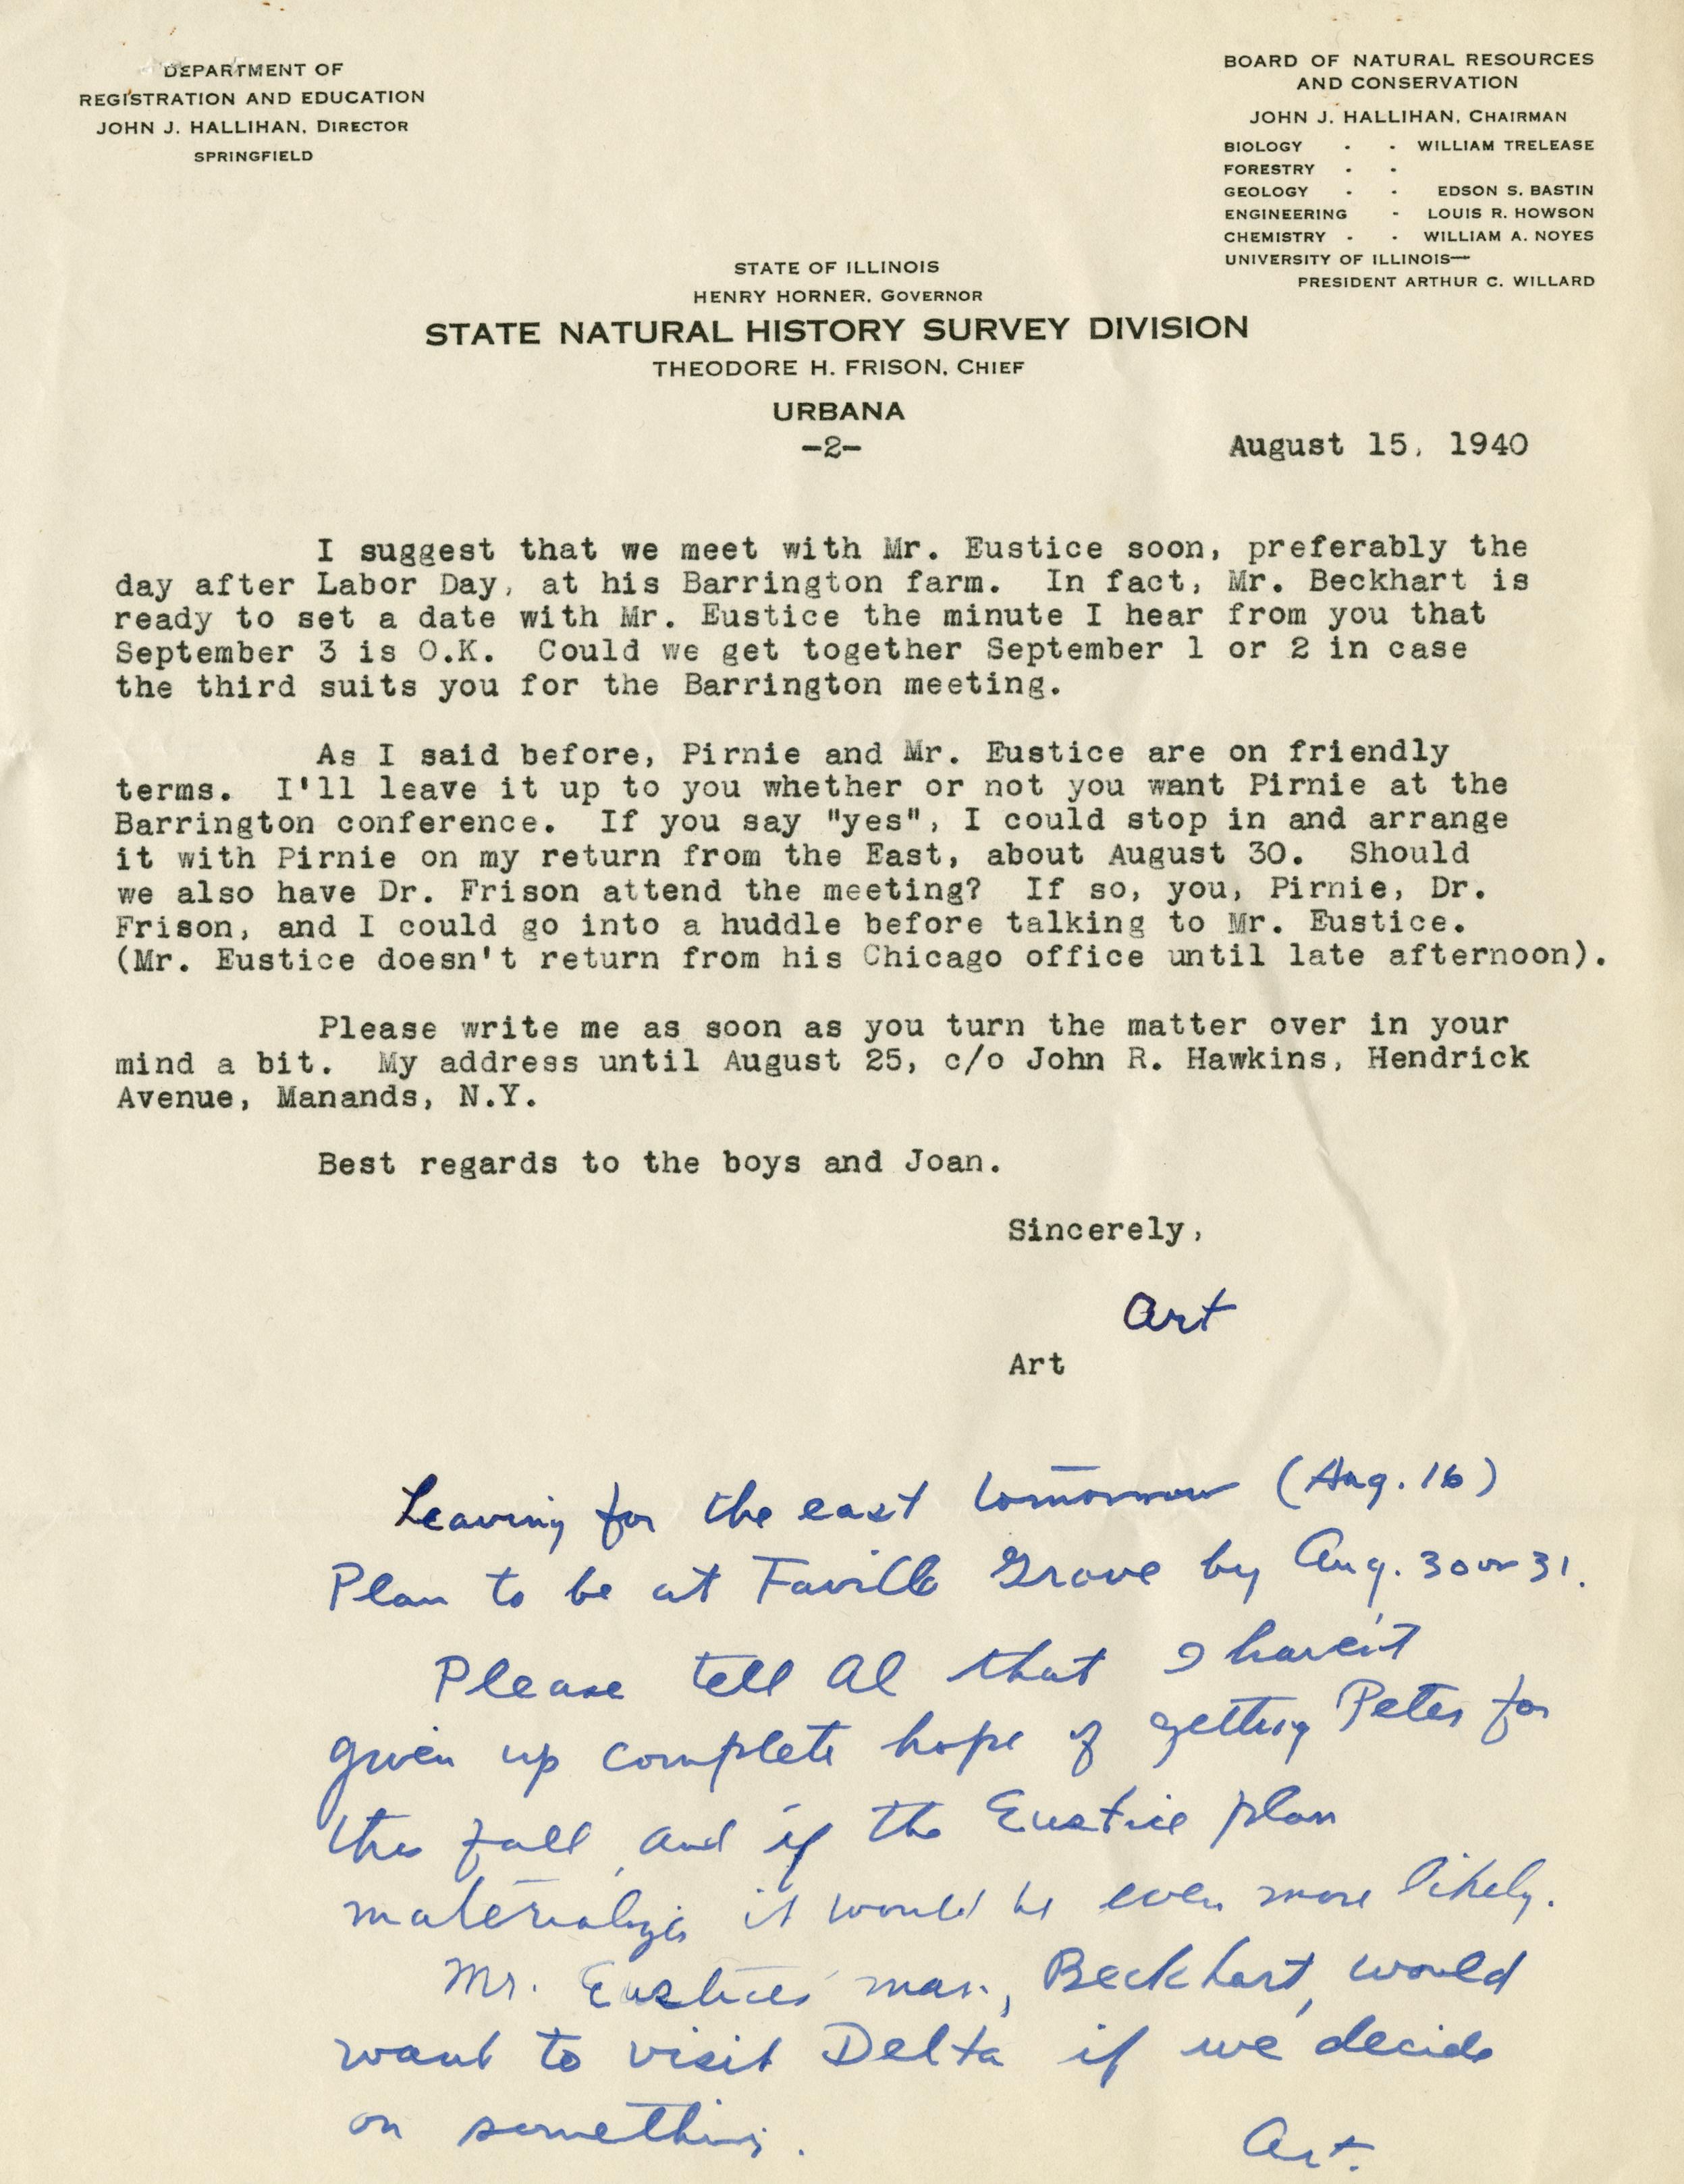 DEPARTMENT OF
REGISTRATION AND EDUCATION
JOHN J. HALLIHAN, DIRECTOR
SPRINGFIELD
BOARD OF NATURAL RESOURCES
AND CONSERVATION
JOHN J. HALLIHAN, CHAIRMAN
BIOLOGY - - WILLIAM TRELEASE
FORESTRY - -
GEOLOGY - - EDSON S. BASTIN
ENGINEERING - LOUIS R. HOWSON
CHEMISTRY - - WILLIAM A. NOYES
UNIVERSITY OF ILLINOIS—
PRESIDENT ARTHUR C. WILLARD
STATE OF ILLINOIS
HENRY HORNER, GOVERNOR
STATE NATURAL HISTORY SURVEY DIVISION
THEODORE H. FRISON, CHIEF
URBANA
-2-
August 15, 1940
I suggest that we meet with Mr. Eustice soon, preferably the
day after Labor Day, at his Barrington farm. In fact, Mr. Beckhart is
ready to set a date with Mr. Eustice the minute I hear from you that
September 3 is O.K. Could we get together September 1 or 2 in case
the third suits you for the Barrington meeting.
As I said before, Pirnie and Mr. Eustice are on friendly
terms. I'll leave it up to you whether or not you want Pirnie at the
Barrington conference. If you say "yes", I could stop in and arrange
it with Pirnie on my return from the East, about August 30. Should
we also have Dr. Frison attend the meeting? If so, you, Pirnie, Dr.
Frison, and I could go into a huddle before talking to Mr. Eustice.
(Mr. Eustice doesn't return from his Chicago office until late afternoon).
Please write me as soon as you turn the matter over in your
mind a bit. My address until August 25, c/o John R. Hawkins, Hendrick
Avenue, Manands, N.Y.
Best regards to the boys and Joan.
Sincerely,
Art
Art
Leaving for the east tomorrow (Aug. 16)
Plan to be at Faville Grove by Aug. 30 or 31.
Please tell Al that I haven't
given up complete hope of getting Peter for
this fall, and if the Eustice plan
materializes it would be even more likely.
Mr. Eustices' man, Beckhart, would
want to visit Delta if we decide
on something.
Art.